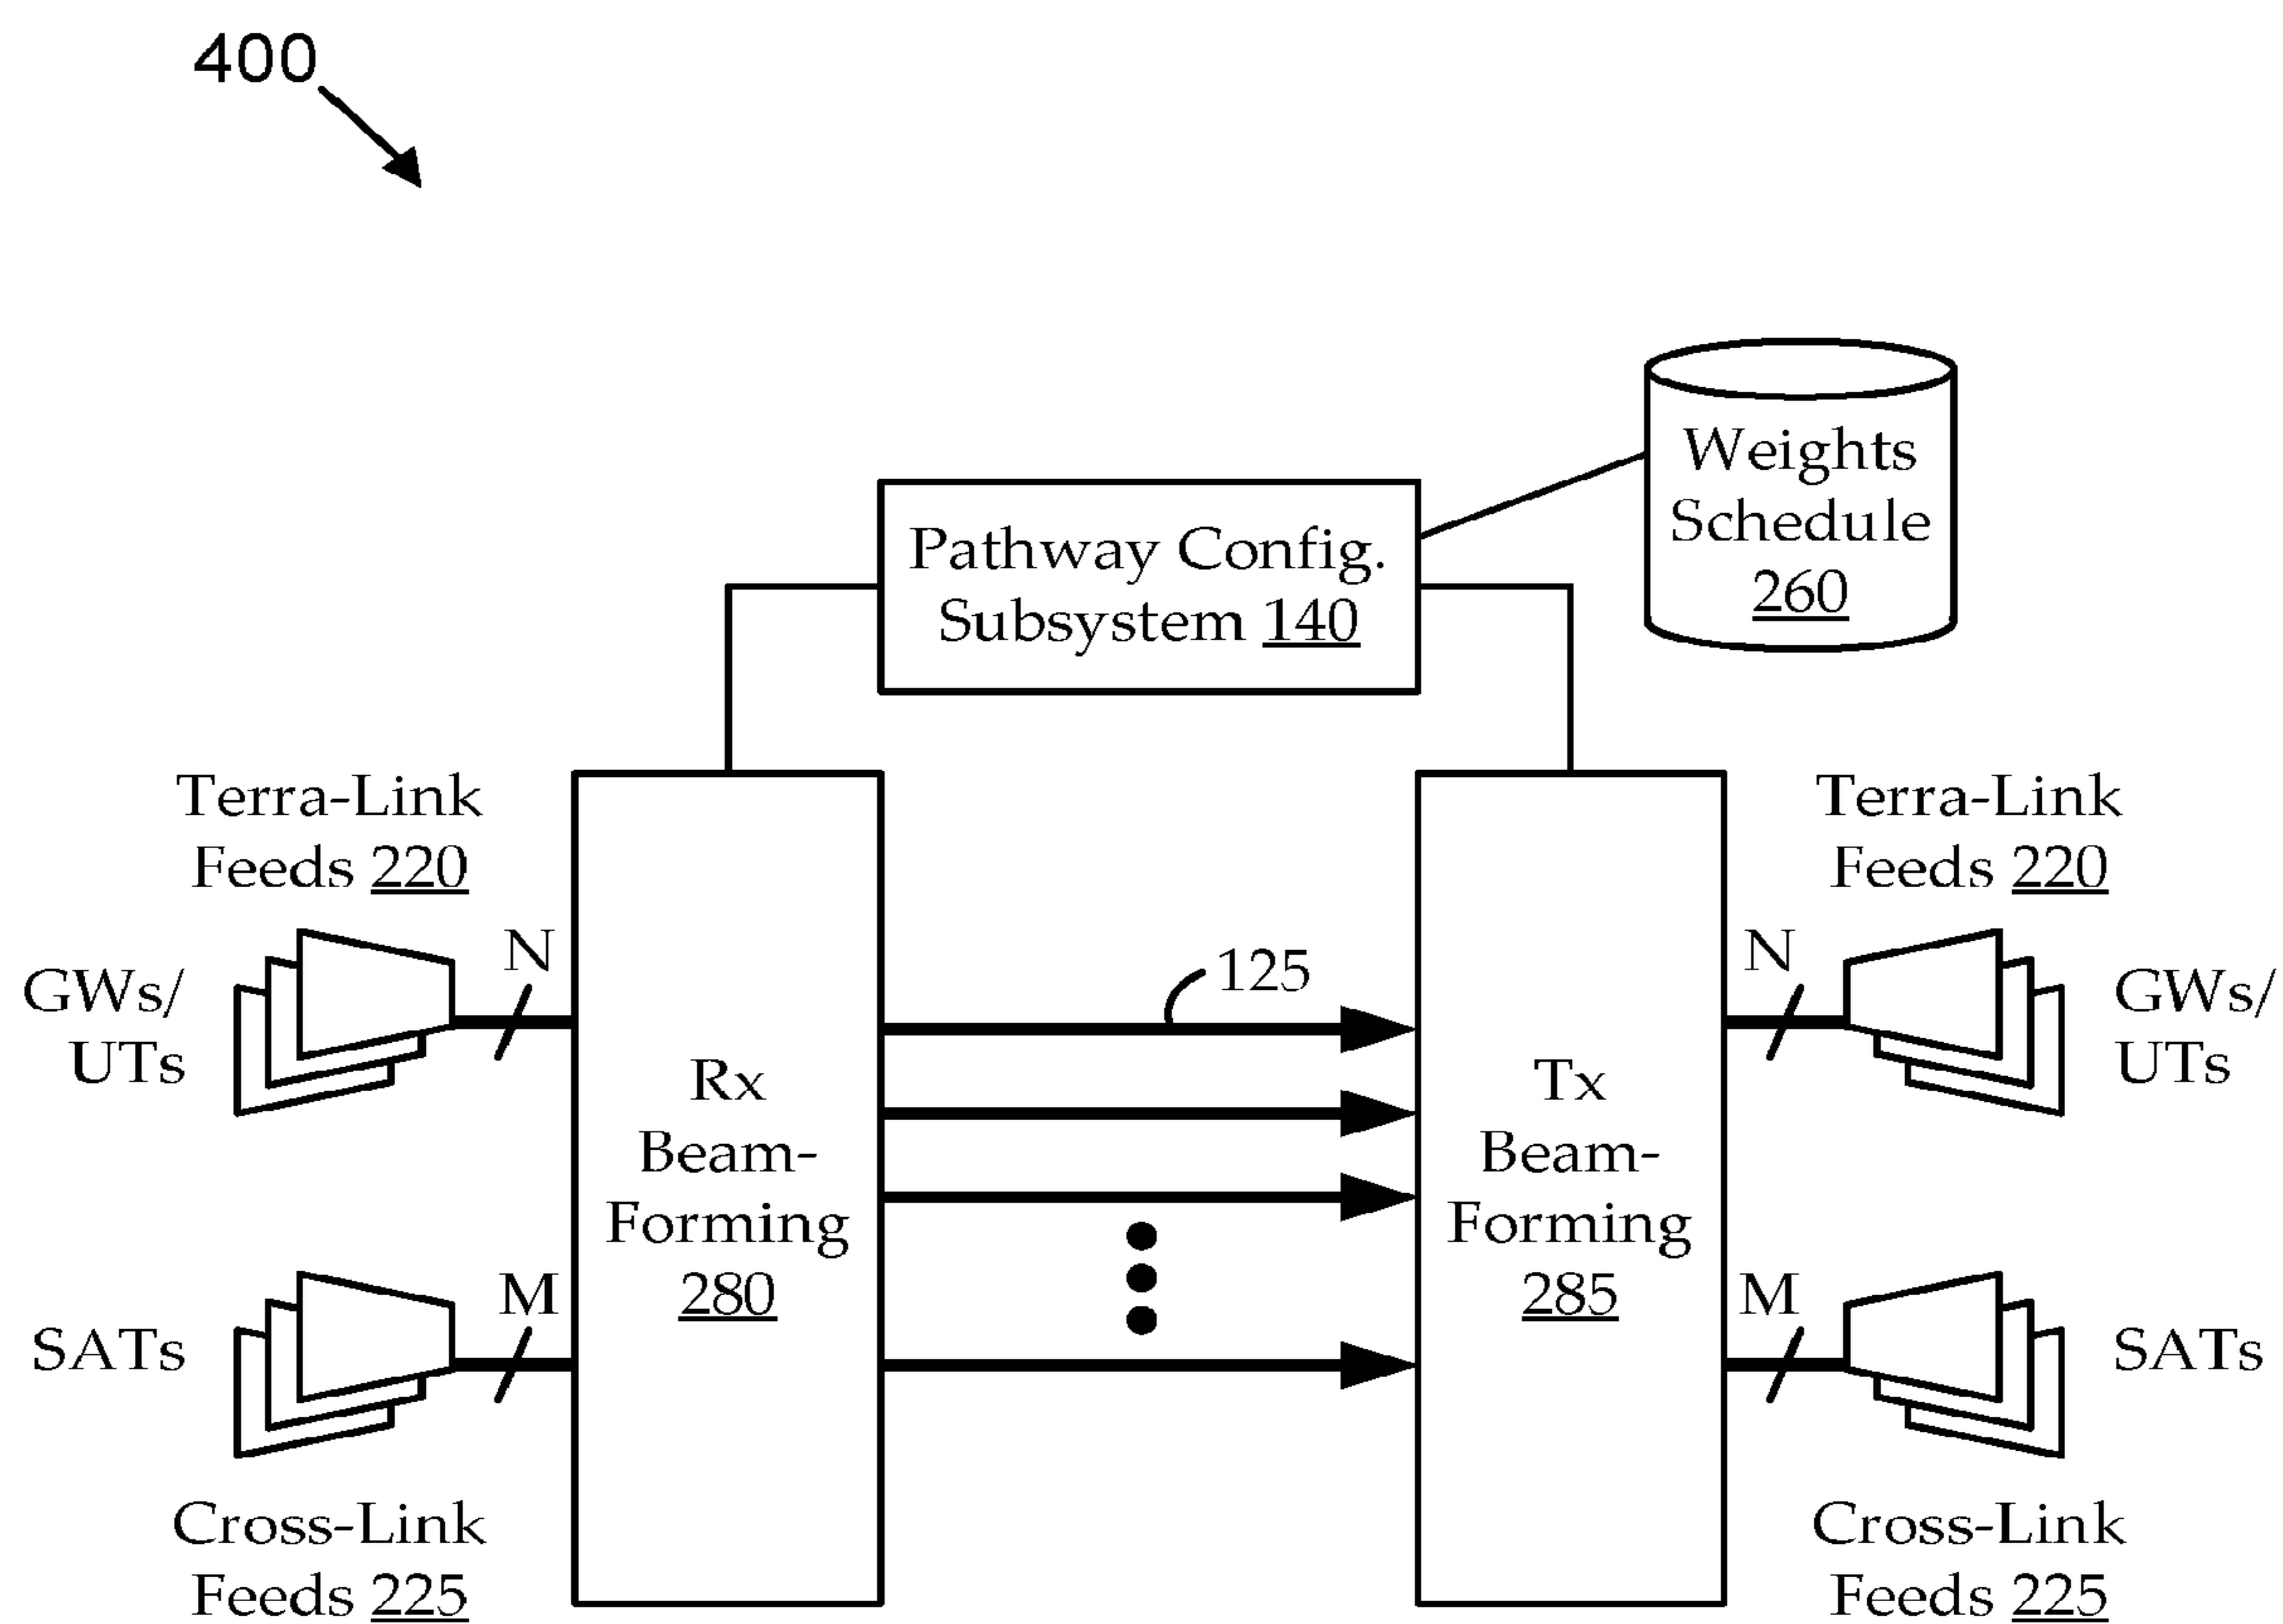 400
Weights
Schedule
260
Pathway Config.
Subsystem 140
Terra-Link
Feeds 220
Terra-Link
Feeds 220
N
N
GWs/
UTs
125
GWs/
UTs
Rx
Beam-
Forming
280
Tx
Beam-
Forming
285
M
M
SATs
SATs
Cross-Link
Feeds 225
Cross-Link
Feeds 225